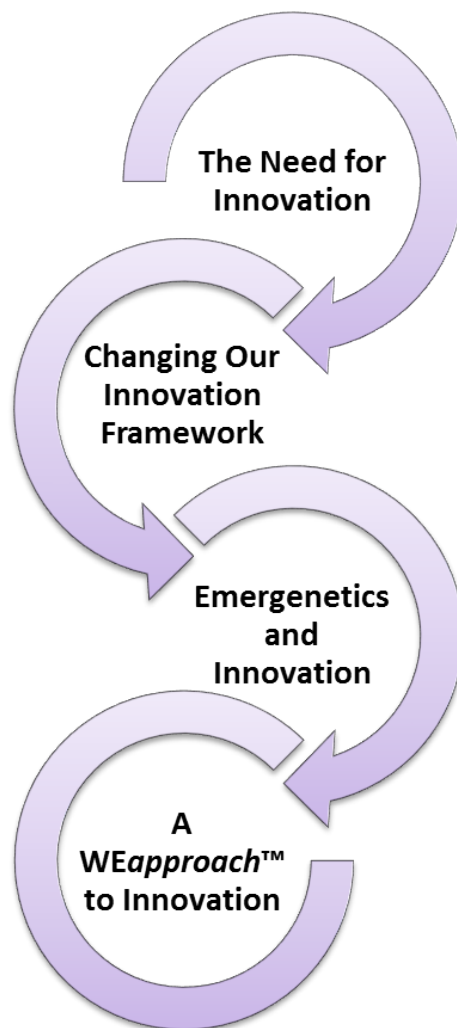 The Need for
Innovation
Changing Our
Innovation
Framework
Emergenetics
and
Innovation
A
WEapproach™
to Innovation